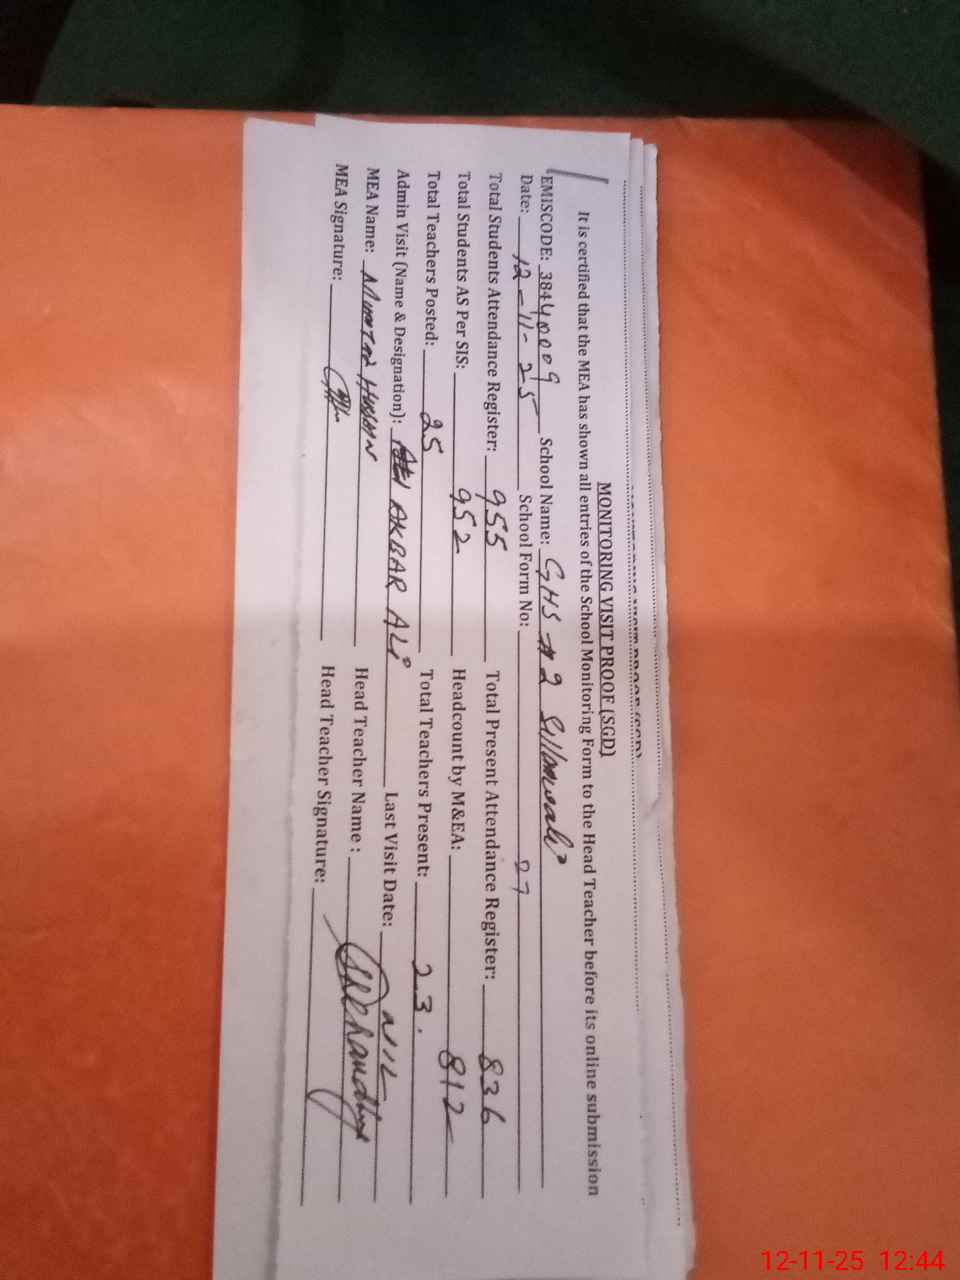 MONITORING VISIT PROOF (SGD)
It is certified that the MEA has shown all entries of the School Monitoring Form to the Head Teacher before its online submission
EMISCODE: 38440009 School Name: GHS # 2 Sillanwali
Date: 12-11-25 School Form No: 27
Total Students Attendance Register: 955 Total Present Attendance Register: 836
Total Students AS Per SIS: 952 Headcount by M&EA: 812
Total Teachers Posted: 25 Total Teachers Present: 23.
Admin Visit (Name & Designation): AKBAR ALi Last Visit Date: NIL
MEA Name: Head Teacher Name :
MEA Signature: Head Teacher Signature:
12-11-25 12:44